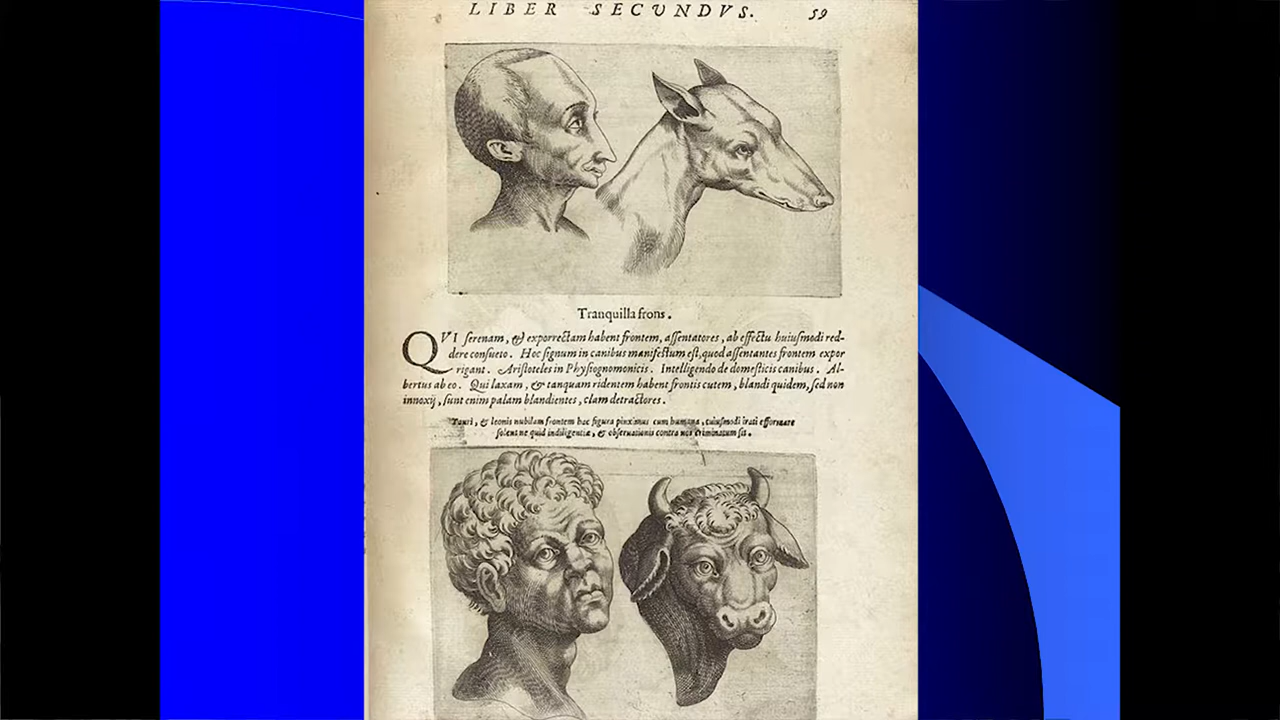 LIBER SECVNDVS. 59
Tranquilla frons.
QVI ſerenam, & exporrectam habent frontem, aſſentatores, ab effectu huiuſmodi red-
dere conſueto. Hoc ſignum in canibus manifeſtum eſt, quod aſſentantes frontem expor
rigant. Ariſtoteles in Phyſiognomonicis. Intelligendo de domeſticis canibus. Al-
bertus ab eo. Qui laxam, & tanquam ridentem habent frontis cutem, blandi quidem, ſed non
innoxij, ſunt enim palam blandientes, clam detractores.
Tauri, & leonis nubilam frontem hac figura pinximus cum humana, cuiuſmodi irati efformare
ſolent ne quid indiligentiæ, & obſeruationis contra nos criminatum ſit.